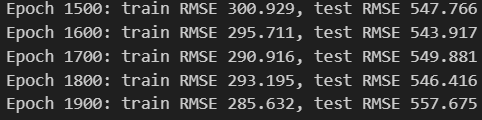 Epoch 1500: train RMSE 300.929, test RMSE 547.766
Epoch 1600: train RMSE 295.711, test RMSE 543.917
Epoch 1700: train RMSE 290.916, test RMSE 549.881
Epoch 1800: train RMSE 293.195, test RMSE 546.416
Epoch 1900: train RMSE 285.632, test RMSE 557.675